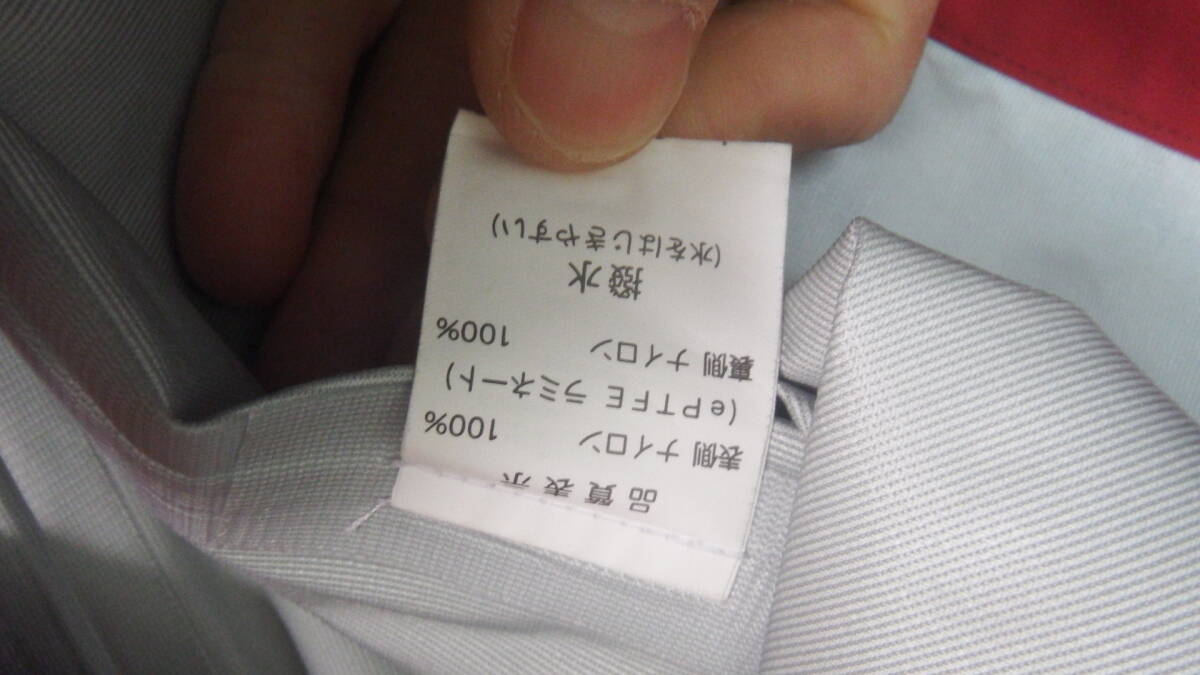 品質表示
表側 ナイロン 100%
(ePTFE ラミネート)
裏側 ナイロン 100%
撥水
(水をはじきやすい)